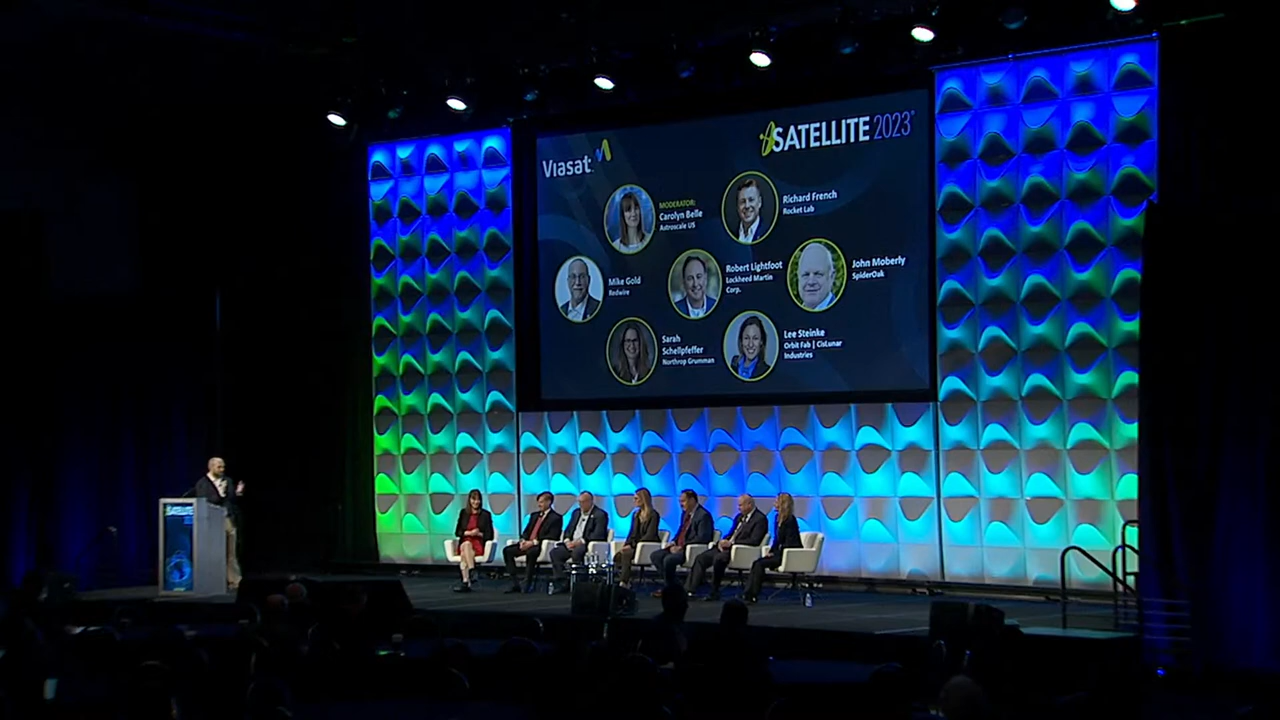 Viasat
SATELLITE 2023
MODERATOR:
Carolyn Belle
Astroscale US
Richard French
Rocket Lab
Mike Gold
Redwire
Robert Lightfoot
Lockheed Martin
Corp.
John Moberly
SpiderOak
Sarah
Schellpfeffer
Northrop Grumman
Lee Steinke
Orbit Fab | CisLunar
Industries
SATELLITE